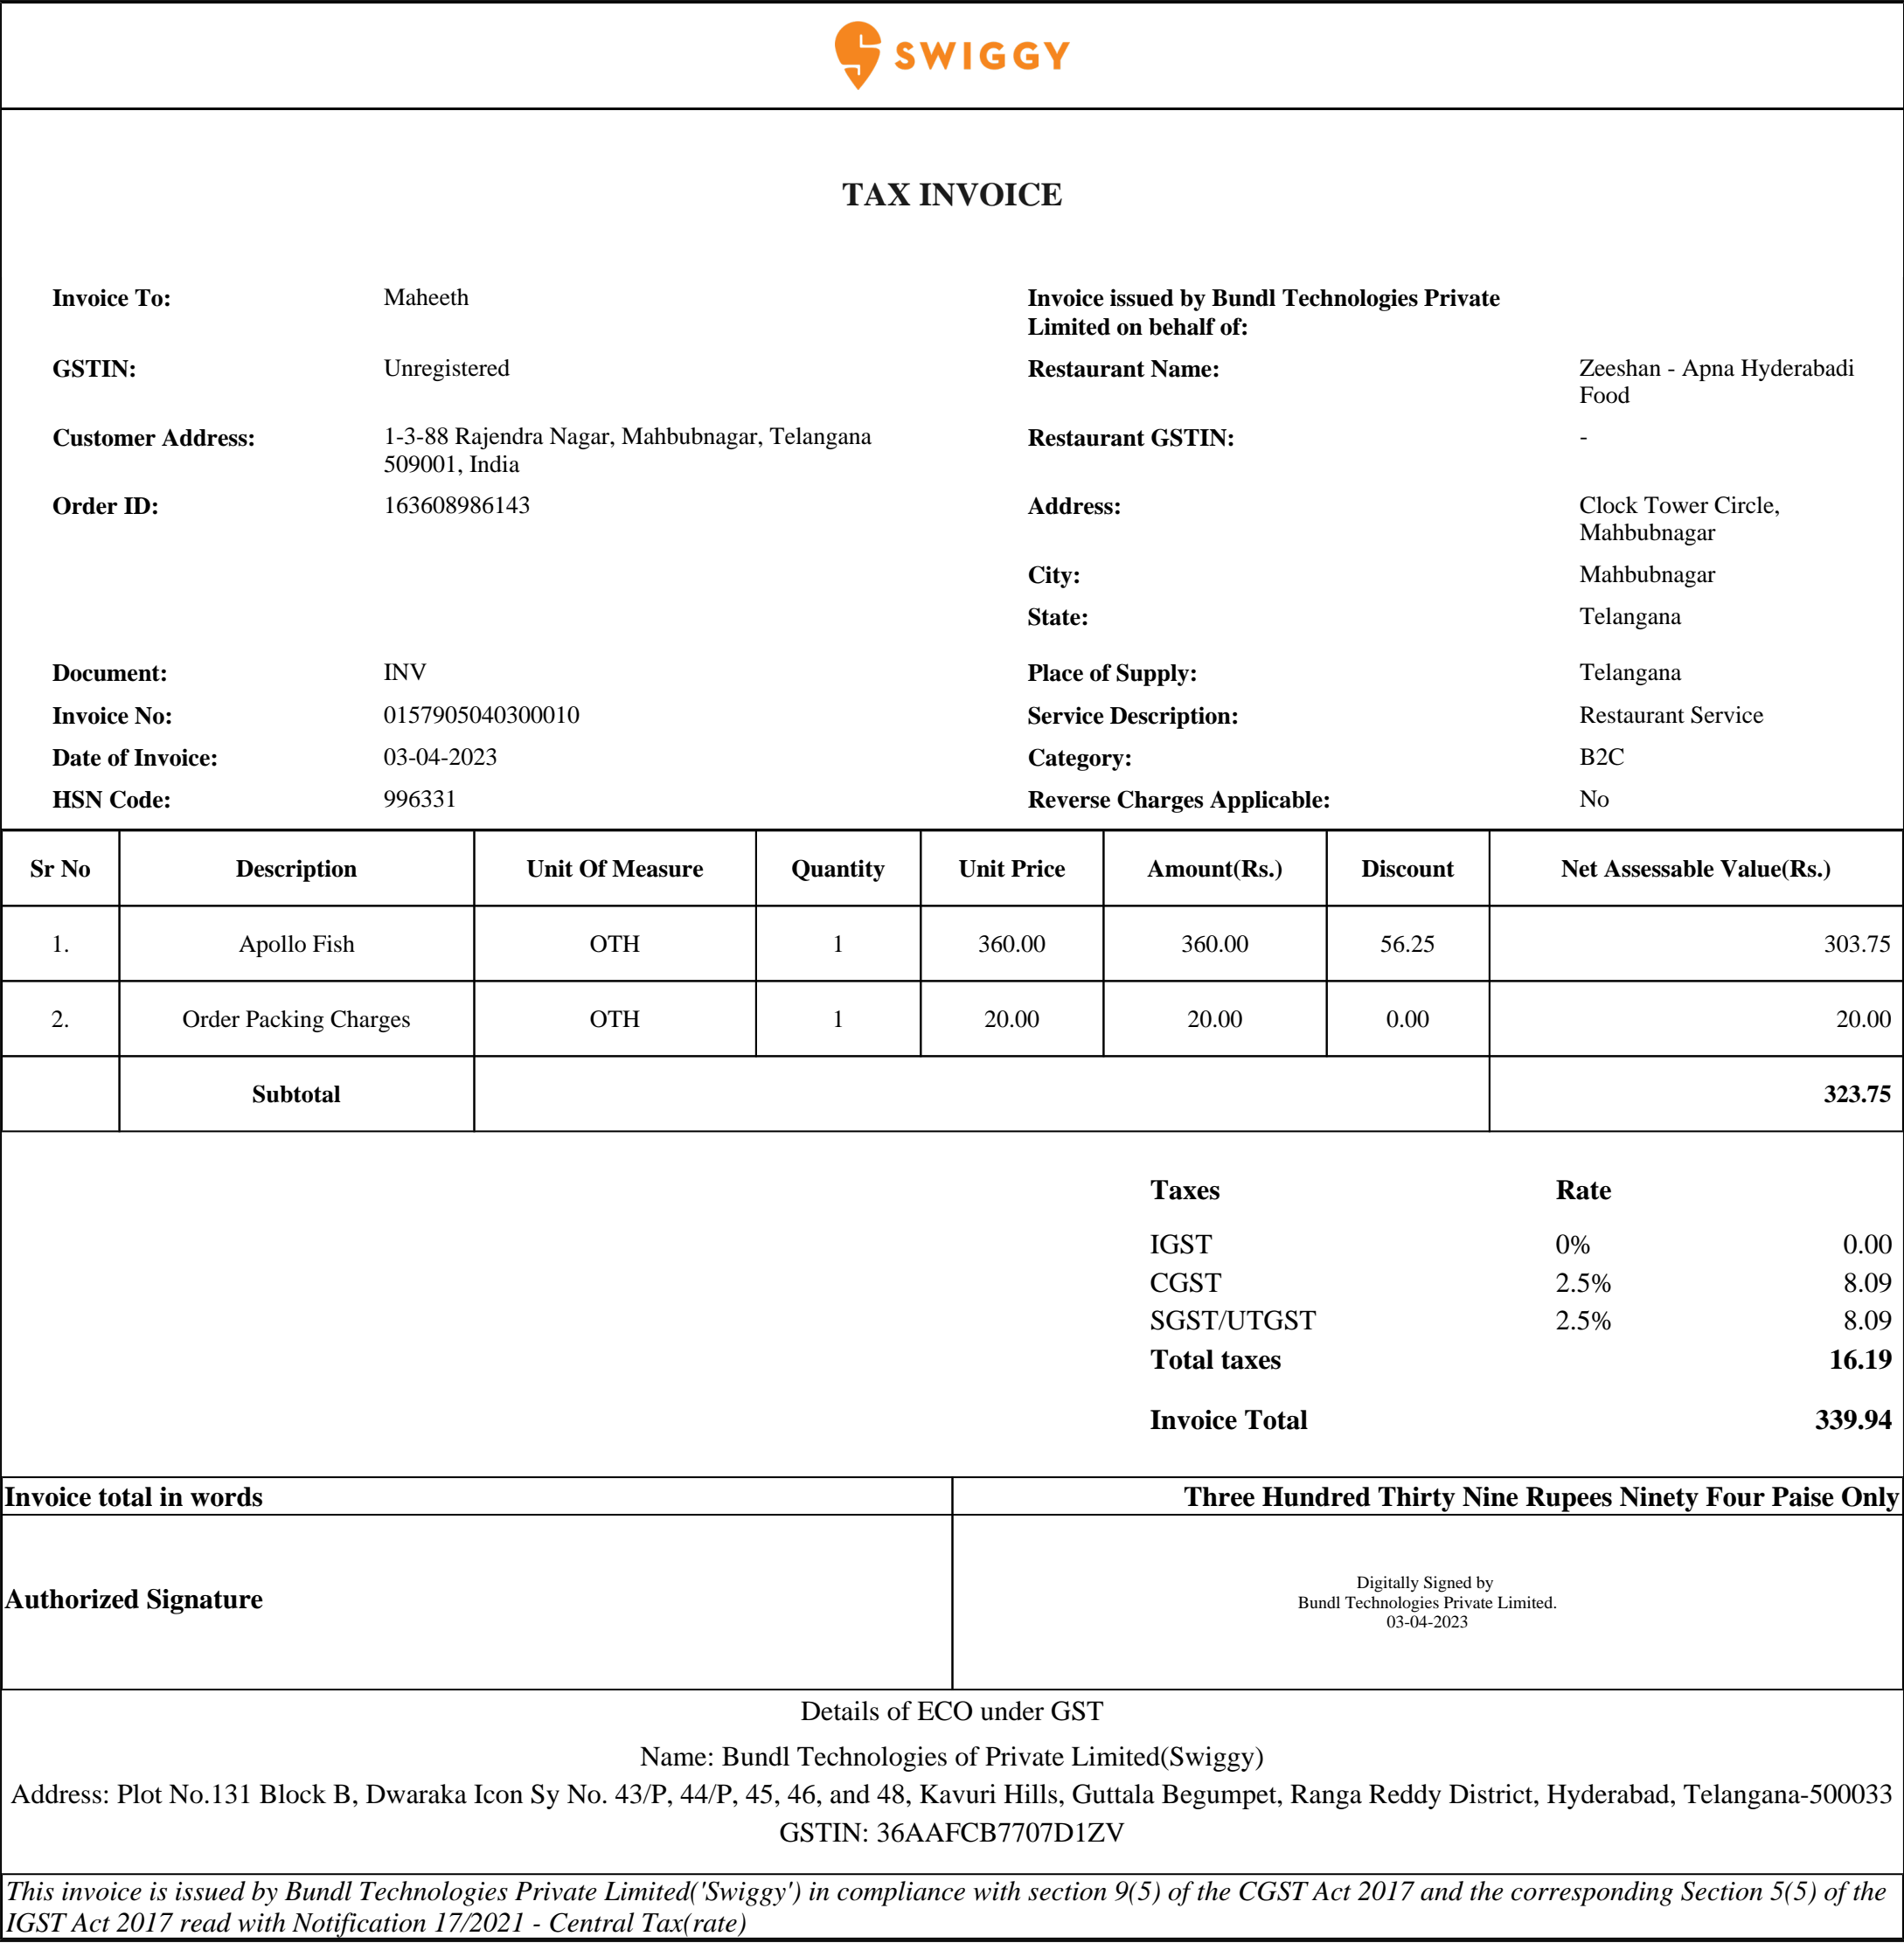 SWIGGY
TAX INVOICE
Invoice To: Maheeth
Invoice issued by Bundl Technologies Private
Limited on behalf of:
GSTIN: Unregistered
Restaurant Name: Zeeshan - Apna Hyderabadi
Food
Customer Address: 1-3-88 Rajendra Nagar, Mahbubnagar, Telangana
509001, India
Restaurant GSTIN: -
Order ID: 163608986143
Address: Clock Tower Circle,
Mahbubnagar
City: Mahbubnagar
State: Telangana
Document: INV
Place of Supply: Telangana
Invoice No: 0157905040300010
Service Description: Restaurant Service
Date of Invoice: 03-04-2023
Category: B2C
HSN Code: 996331
Reverse Charges Applicable: No
Sr No Description Unit Of Measure Quantity Unit Price Amount(Rs.) Discount Net Assessable Value(Rs.)
1. Apollo Fish OTH 1 360.00 360.00 56.25 303.75
2. Order Packing Charges OTH 1 20.00 20.00 0.00 20.00
Subtotal 323.75
Taxes Rate
IGST 0% 0.00
CGST 2.5% 8.09
SGST/UTGST 2.5% 8.09
Total taxes 16.19
Invoice Total 339.94
Invoice total in words Three Hundred Thirty Nine Rupees Ninety Four Paise Only
Authorized Signature
Digitally Signed by
Bundl Technologies Private Limited.
03-04-2023
Details of ECO under GST
Name: Bundl Technologies of Private Limited(Swiggy)
Address: Plot No.131 Block B, Dwaraka Icon Sy No. 43/P, 44/P, 45, 46, and 48, Kavuri Hills, Guttala Begumpet, Ranga Reddy District, Hyderabad, Telangana-500033
GSTIN: 36AAFCB7707D1ZV
This invoice is issued by Bundl Technologies Private Limited('Swiggy') in compliance with section 9(5) of the CGST Act 2017 and the corresponding Section 5(5) of the
IGST Act 2017 read with Notification 17/2021 - Central Tax(rate)